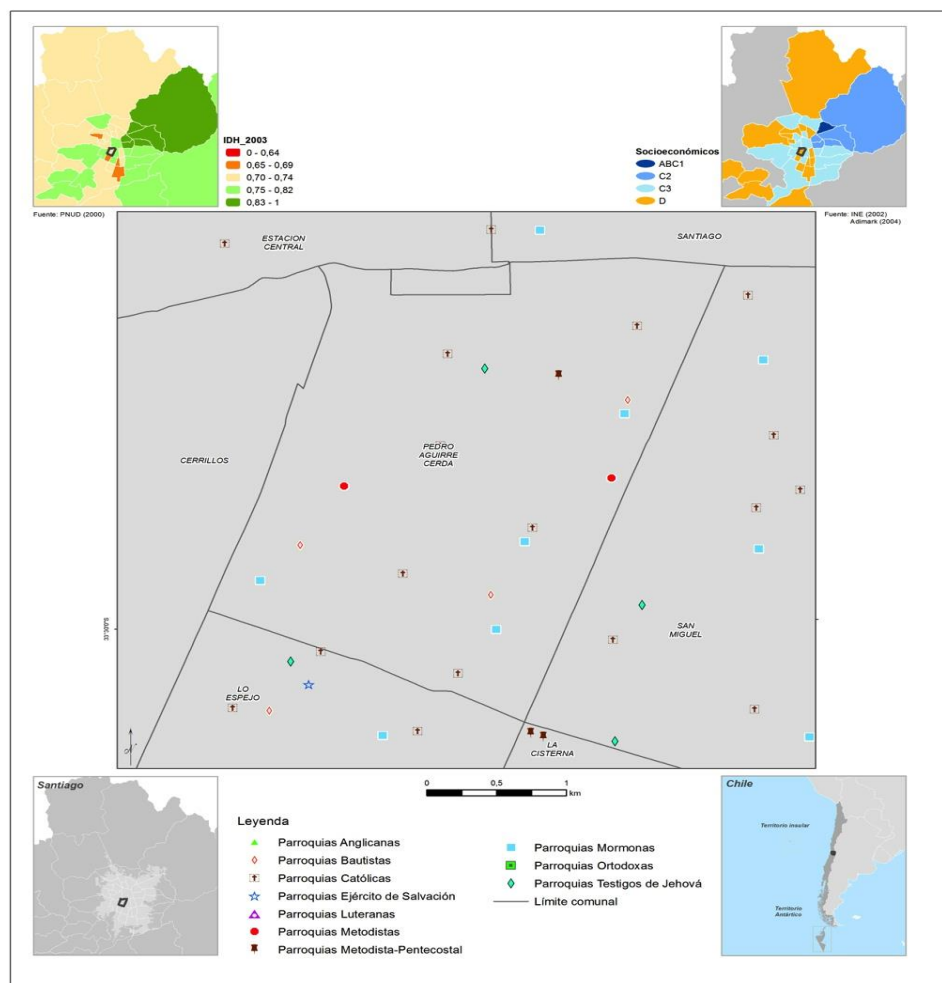 IDH_2003
0 - 0,64
0,65 - 0,69
0,70 - 0,74
0,75 - 0,82
0,83 - 1
Fuente: PNUD (2000)
Socioeconómicos
ABC1
C2
C3
D
Fuente: INE (2002)
Adimark (2004)
ESTACION
CENTRAL
SANTIAGO
CERRILLOS
PEDRO
AGUIRRE
CERDA
SAN
MIGUEL
LO
ESPEJO
LA
CISTERNA
33°30'0"S
Santiago
0 0,5 1
km
Leyenda
Parroquias Anglicanas
Parroquias Bautistas
Parroquias Católicas
Parroquias Ejército de Salvación
Parroquias Luteranas
Parroquias Metodistas
Parroquias Metodista-Pentecostal
Parroquias Mormonas
Parroquias Ortodoxas
Parroquias Testigos de Jehová
Límite comunal
Chile
Territorio insular
Territorio
Antártico